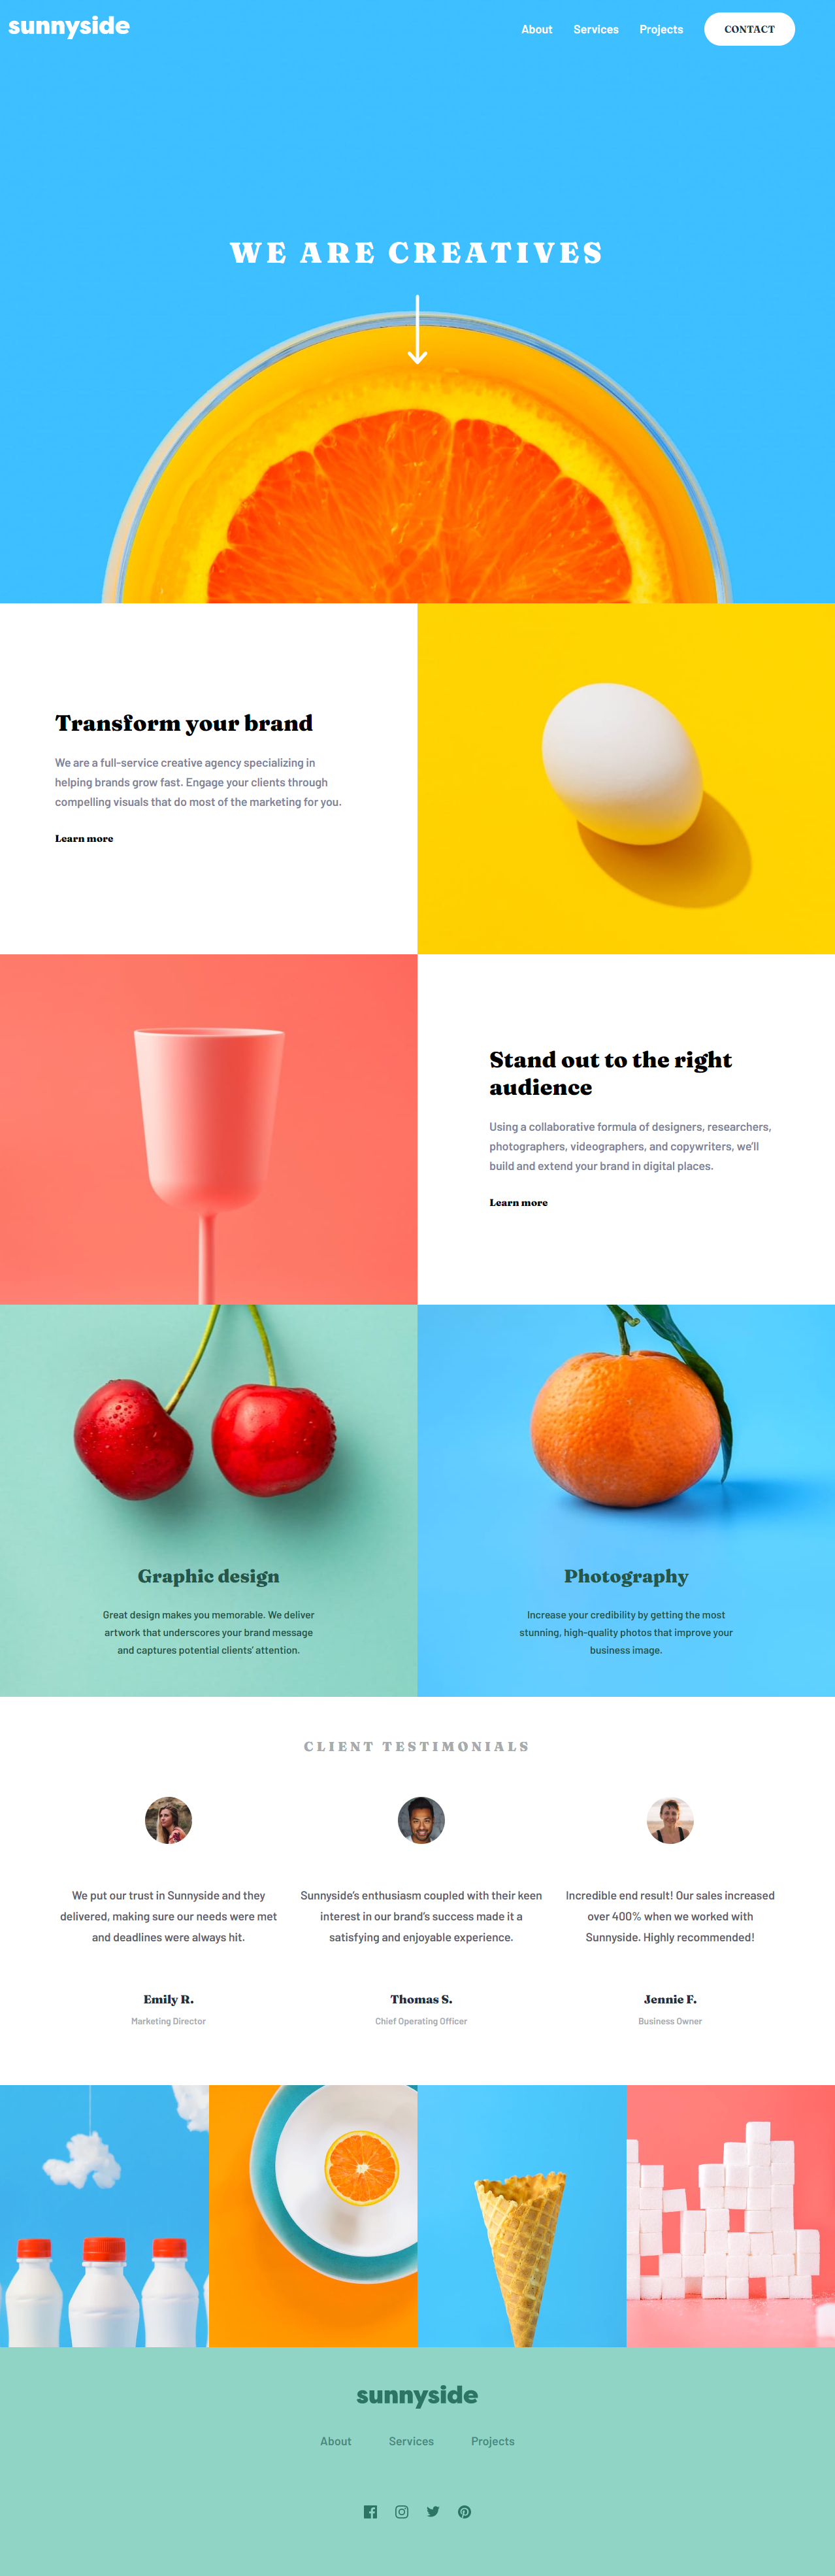 sunnyside
About Services Projects CONTACT
WE ARE CREATIVES
Transform your brand
We are a full-service creative agency specializing in
helping brands grow fast. Engage your clients through
compelling visuals that do most of the marketing for you.
Learn more
Stand out to the right
audience
Using a collaborative formula of designers, researchers,
photographers, videographers, and copywriters, we'll
build and extend your brand in digital places.
Learn more
Graphic design
Great design makes you memorable. We deliver
artwork that underscores your brand message
and captures potential clients' attention.
Photography
Increase your credibility by getting the most
stunning, high-quality photos that improve your
business image.
CLIENT TESTIMONIALS
We put our trust in Sunnyside and they
delivered, making sure our needs were met
and deadlines were always hit.
Emily R.
Marketing Director
Sunnyside's enthusiasm coupled with their keen
interest in our brand's success made it a
satisfying and enjoyable experience.
Thomas S.
Chief Operating Officer
Incredible end result! Our sales increased
over 400% when we worked with
Sunnyside. Highly recommended!
Jennie F.
Business Owner
sunnyside
About Services Projects